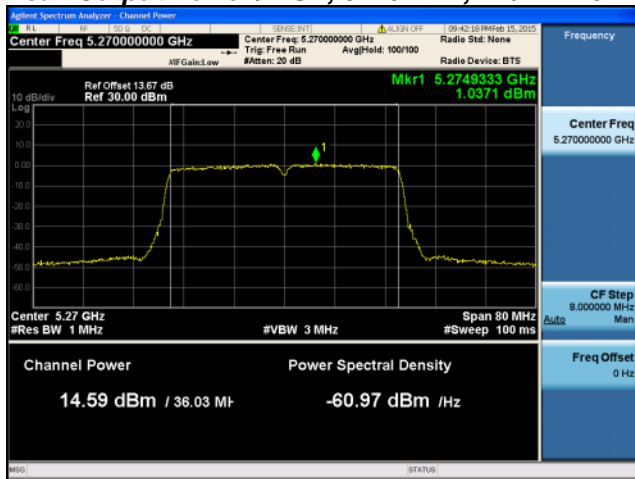 Agilent Spectrum Analyzer - Channel Power
RL RF 50 Ω DC SENSE:INT ALIGN OFF 09:42:18 PM Feb 15, 2015
Center Freq 5.270000000 GHz
Center Freq: 5.270000000 GHz
Radio Std: None
Trig: Free Run Avg|Hold: 100/100
#IFGain:Low #Atten: 20 dB Radio Device: BTS
Frequency
Mkr1 5.2749333 GHz
1.0371 dBm
Ref Offset 13.67 dB
10 dB/div Ref 30.00 dBm
Log
20.0
10.0
0.00
-10.0
-20.0
-30.0
-40.0
-50.0
-60.0
1
Center Freq
5.270000000 GHz
Center 5.27 GHz Span 80 MHz
#Res BW 1 MHz #VBW 3 MHz #Sweep 100 ms
CF Step
8.000000 MHz
Auto Man
Channel Power Power Spectral Density
14.59 dBm / 36.03 MH
-60.97 dBm /Hz
Freq Offset
0 Hz
MSG STATUS